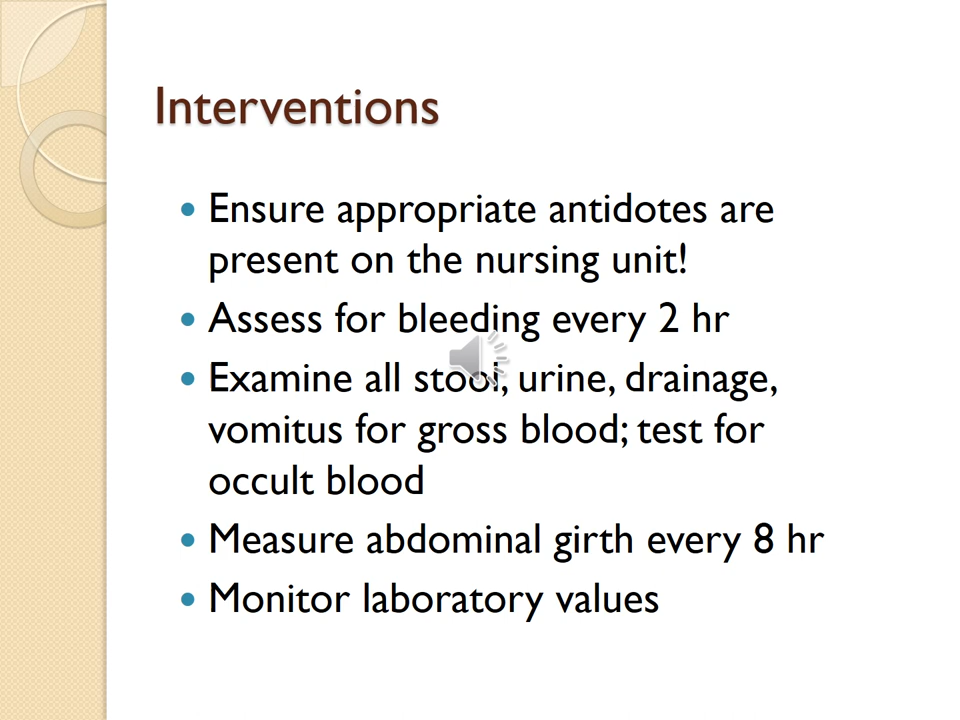 Interventions
• Ensure appropriate antidotes are
present on the nursing unit!
• Assess for bleeding every 2 hr
• Examine all stool, urine, drainage,
vomitus for gross blood; test for
occult blood
• Measure abdominal girth every 8 hr
• Monitor laboratory values